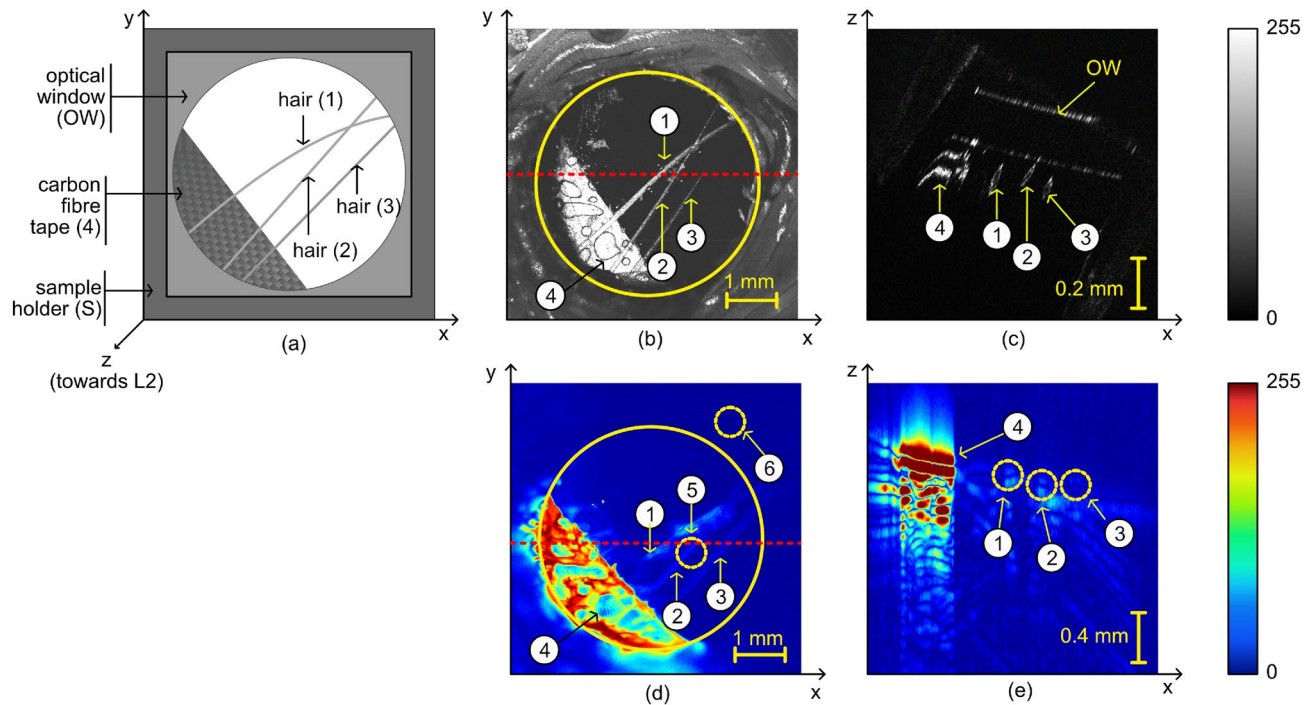 y
optical
window
(OW)
carbon
fibre
tape (4)
sample
holder (S)
hair (1)
hair (3)
hair (2)
x
z
(towards L2)
(a)
y
1
2
3
4
1 mm
x
(b)
z
OW
4
1
2
3
0.2 mm
x
(c)
255
0
y
6
5
1
2
3
4
1 mm
x
(d)
z
4
1
2
3
0.4 mm
x
(e)
255
0